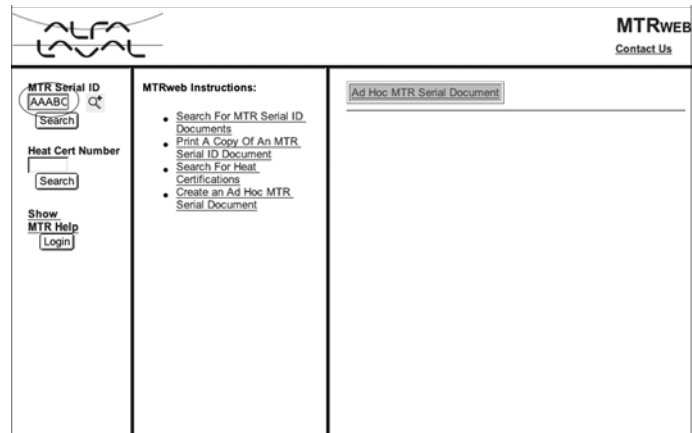 ALFA
LAVAL
MTRWEB
Contact Us
MTR Serial ID
AAABC
Search
Heat Cert Number
Search
Show
MTR Help
Login
MTRweb Instructions:
Search For MTR Serial ID
Documents
Print A Copy Of An MTR
Serial ID Document
Search For Heat
Certifications
Create an Ad Hoc MTR
Serial Document
Ad Hoc MTR Serial Document